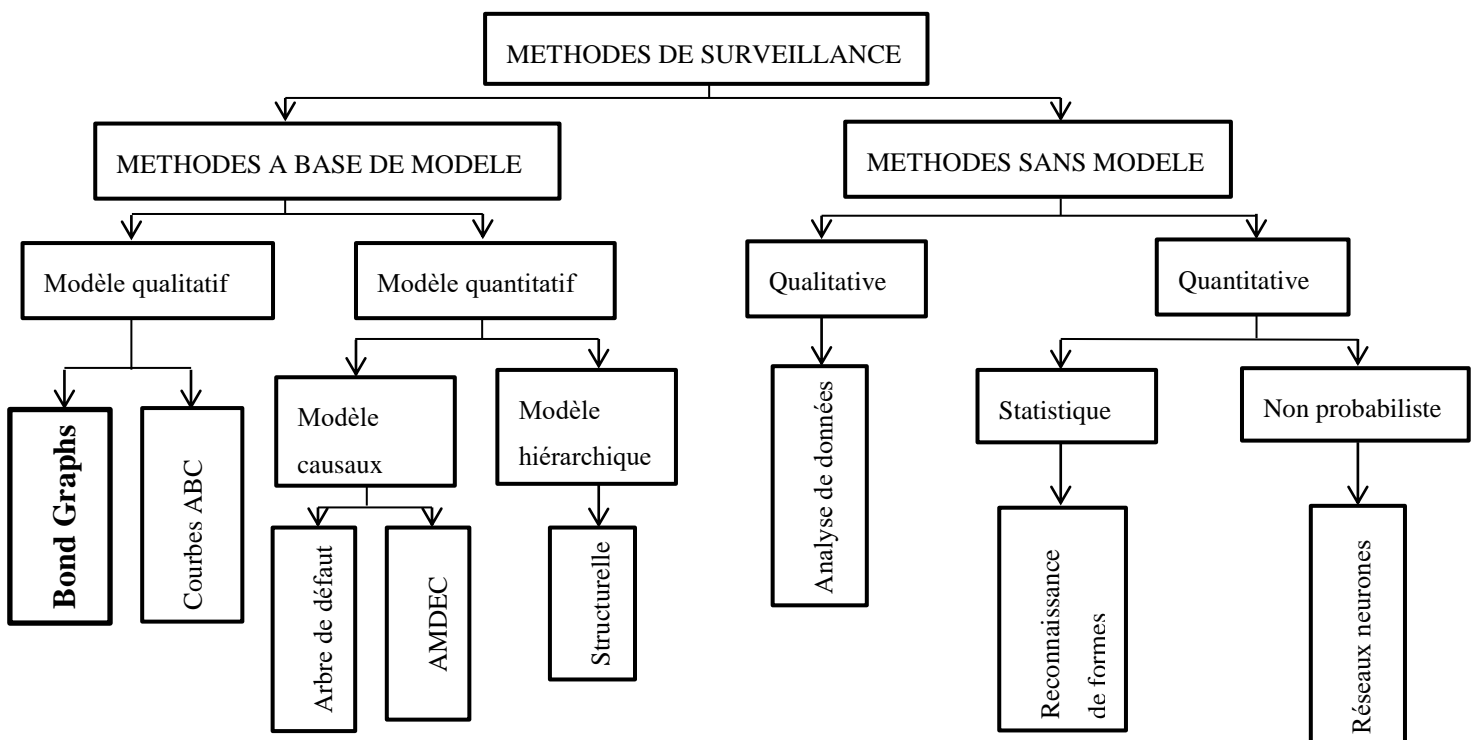 METHODES DE SURVEILLANCE
METHODES A BASE DE MODELE
METHODES SANS MODELE
Modèle qualitatif
Modèle quantitatif
Qualitative
Quantitative
Modèle
causaux
Modèle
hiérarchique
Statistique
Non probabiliste
Bond Graphs
Courbes ABC
Arbre de défaut
AMDEC
Structurelle
Analyse de données
Reconnaissance
de formes
Réseaux neurones